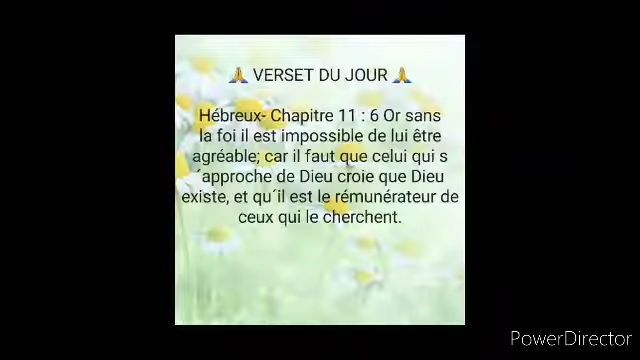 🙏 VERSET DU JOUR 🙏
Hébreux- Chapitre 11 : 6 Or sans
la foi il est impossible de lui être
agréable; car il faut que celui qui s
´approche de Dieu croie que Dieu
existe, et qu´il est le rémunérateur de
ceux qui le cherchent.
PowerDirector